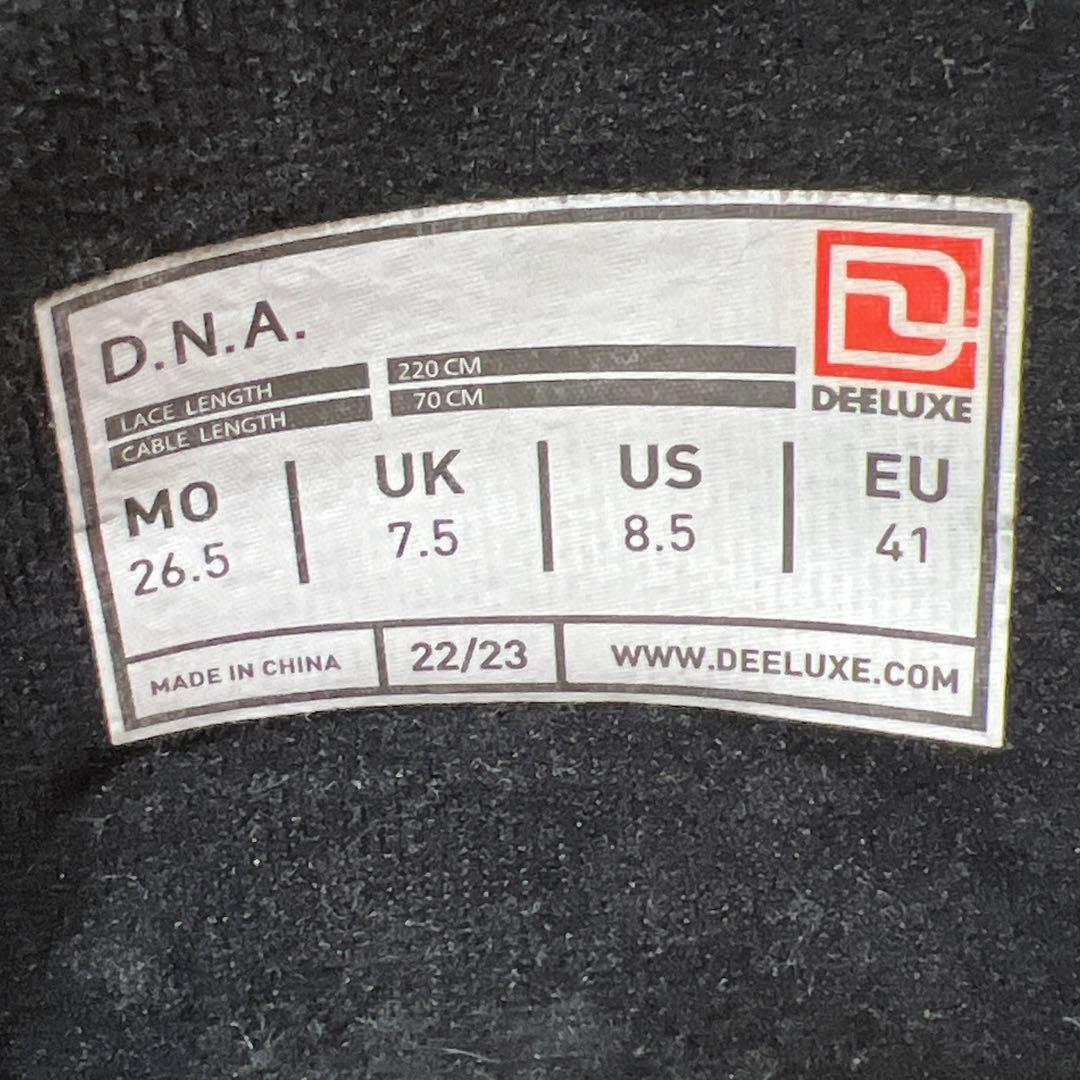 D.N.A.
LACE LENGTH 220 CM
CABLE LENGTH 70 CM
DEELUXE
MO UK US EU
26.5 7.5 8.5 41
MADE IN CHINA 22/23 WWW.DEELUXE.COM